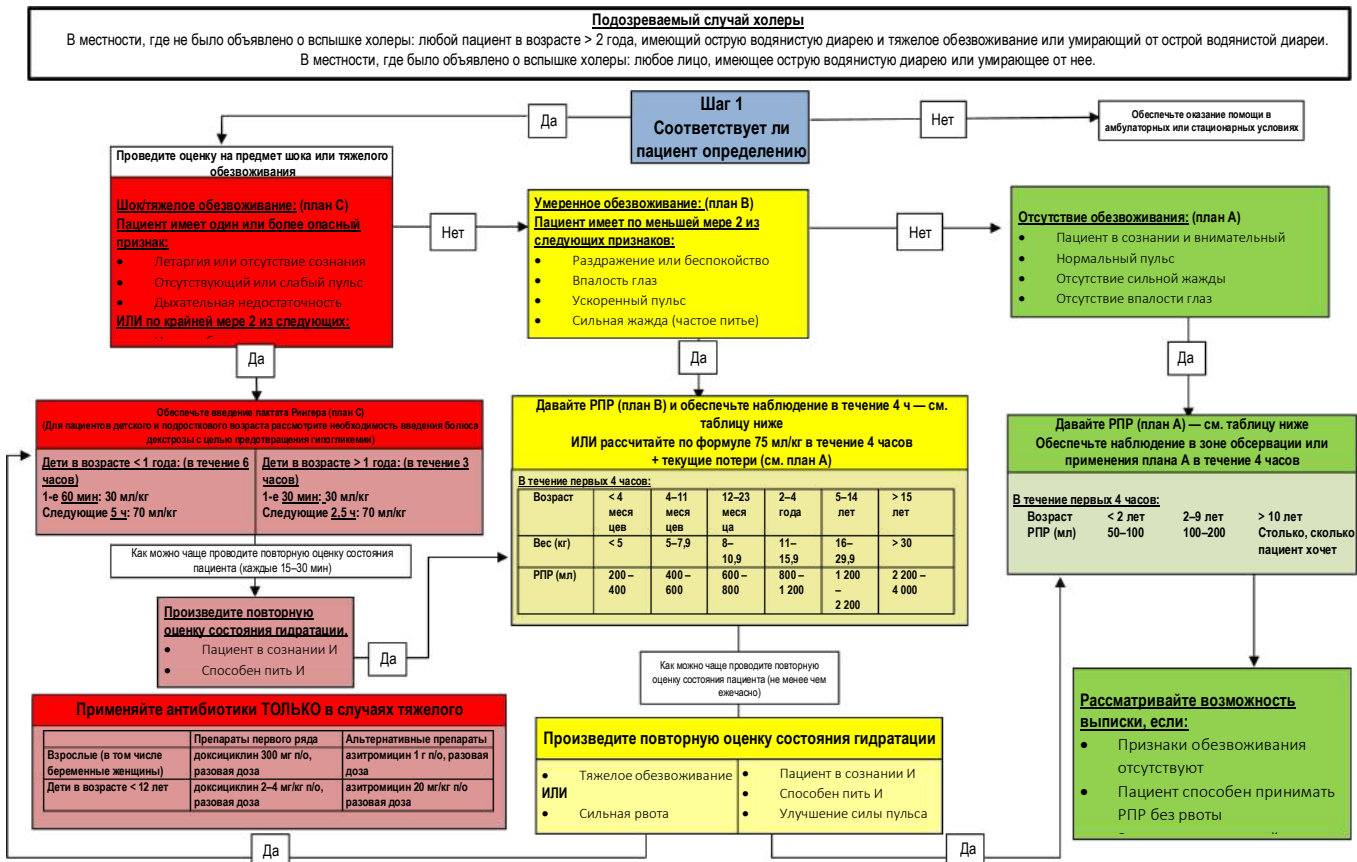 Подозреваемый случай холеры
В местности, где не было объявлено о вспышке холеры: любой пациент в возрасте > 2 года, имеющий острую водянистую диарею и тяжелое обезвоживание или умирающий от острой водянистой диареи.
В местности, где было объявлено о вспышке холеры: любое лицо, имеющее острую водянистую диарею или умирающее от нее.
Шаг 1
Соответствует ли
пациент определению
Да
Нет
Обеспечьте оказание помощи в
амбулаторных или стационарных условиях
Проведите оценку на предмет шока или тяжелого
обезвоживания
Шок/тяжелое обезвоживание: (план C)
Пациент имеет один или более опасный
признак:
• Летаргия или отсутствие сознания
• Отсутствующий или слабый пульс
• Дыхательная недостаточность
ИЛИ по крайней мере 2 из следующих:
Нет
Умеренное обезвоживание: (план B)
Пациент имеет по меньшей мере 2 из
следующих признаков:
• Раздражение или беспокойство
• Впалость глаз
• Ускоренный пульс
• Сильная жажда (частое питье)
Нет
Отсутствие обезвоживания: (план A)
• Пациент в сознании и внимательный
• Нормальный пульс
• Отсутствие сильной жажды
• Отсутствие впалости глаз
Да
Да
Да
Обеспечьте введение лактата Рингера (план C)
(Для пациентов детского и подросткового возраста рассмотрите необходимость введения болюса
декстрозы с целью предотвращения гипогликемии)
Дети в возрасте < 1 года: (в течение 6
часов)
1-е 60 мин: 30 мл/кг
Следующие 5 ч: 70 мл/кг
Дети в возрасте > 1 года: (в течение 3
часов)
1-е 30 мин: 30 мл/кг
Следующие 2,5 ч: 70 мл/кг
Как можно чаще проводите повторную оценку состояния
пациента (каждые 15–30 мин)
Произведите повторную
оценку состояния гидратации.
• Пациент в сознании И
• Способен пить И
Да
Применяйте антибиотики ТОЛЬКО в случаях тяжелого
Препараты первого ряда Альтернативные препараты
Взрослые (в том числе
беременные женщины)
доксициклин 300 мг п/о,
разовая доза
азитромицин 1 г п/о, разовая
доза
Дети в возрасте < 12 лет
доксициклин 2–4 мг/кг п/о,
разовая доза
азитромицин 20 мг/кг п/о
разовая доза
Давайте РПР (план B) и обеспечьте наблюдение в течение 4 ч — см.
таблицу ниже
ИЛИ рассчитайте по формуле 75 мл/кг в течение 4 часов
+ текущие потери (см. план A)
В течение первых 4 часов:
Возраст < 4 4–11 12–23 2–4 5–14 > 15
меся меся меся года лет лет
цев цев ца
Вес (кг) < 5 5–7,9 8– 11– 16– > 30
10,9 15,9 29,9
РПР (мл) 200 – 400 – 600 – 800 – 1 200 2 200 –
400 600 800 1 200 – 4 000
2 200
Как можно чаще проводите повторную
оценку состояния пациента (не менее чем
ежечасно)
Произведите повторную оценку состояния гидратации
• Тяжелое обезвоживание
ИЛИ
• Сильная рвота
• Пациент в сознании И
• Способен пить И
• Улучшение силы пульса
Да
Да
Давайте РПР (план A) — см. таблицу ниже
Обеспечьте наблюдение в зоне обсервации или
применения плана A в течение 4 часов
В течение первых 4 часов:
Возраст < 2 лет 2–9 лет > 10 лет
РПР (мл) 50–100 100–200 Столько, сколько
пациент хочет
Рассматривайте возможность
выписки, если:
• Признаки обезвоживания
отсутствуют
• Пациент способен принимать
РПР без рвоты